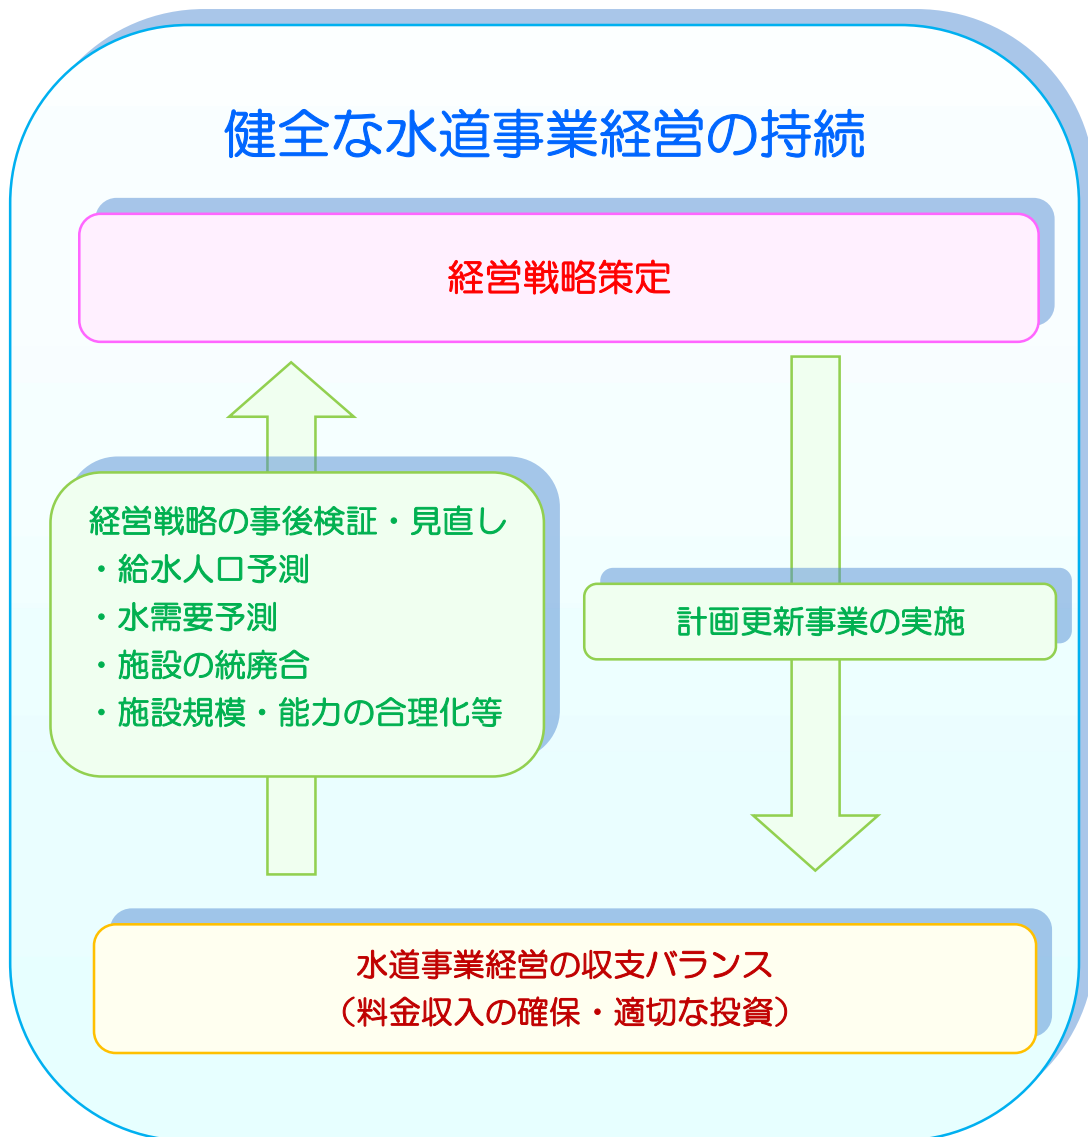 健全な水道事業経営の持続
経営戦略策定
経営戦略の事後検証・見直し
・給水人口予測
・水需要予測
・施設の統廃合
・施設規模・能力の合理化等
計画更新事業の実施
水道事業経営の収支バランス
（料金収入の確保・適切な投資）